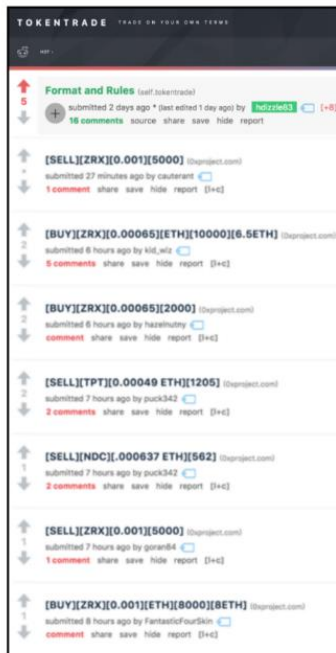 TOKENTRADE TRADE ON YOUR OWN TERMS
HOT
Format and Rules (self.tokentrade)
5
submitted 2 days ago * (last edited 1 day ago) by hdizzle63 [+6]
16 comments source share save hide report
[SELL][ZRX][0.001][5000] (0xproject.com)
•
submitted 27 minutes ago by cauterant
1 comment share save hide report [l+c]
[BUY][ZRX][0.00065][ETH][10000][6.5ETH] (0xproject.com)
2
submitted 6 hours ago by kid_wiz
5 comments share save hide report [l+c]
[BUY][ZRX][0.00065][2000] (0xproject.com)
2
submitted 6 hours ago by hazelnutny
comment share save hide report [l+c]
[SELL][TPT][0.00049 ETH][1205] (0xproject.com)
2
submitted 7 hours ago by puck342
2 comments share save hide report [l+c]
[SELL][NDC][.000637 ETH][562] (0xproject.com)
1
submitted 7 hours ago by puck342
2 comments share save hide report [l+c]
[SELL][ZRX][0.001][5000] (0xproject.com)
1
submitted 7 hours ago by goran84
1 comment share save hide report [l+c]
[BUY][ZRX][0.001][ETH][8000][8ETH] (0xproject.com)
1
submitted 8 hours ago by FantasticFourSkin
comment share save hide report [l+c]